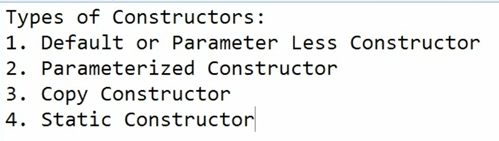 Types of Constructors:
1. Default or Parameter Less Constructor
2. Parameterized Constructor
3. Copy Constructor
4. Static Constructor